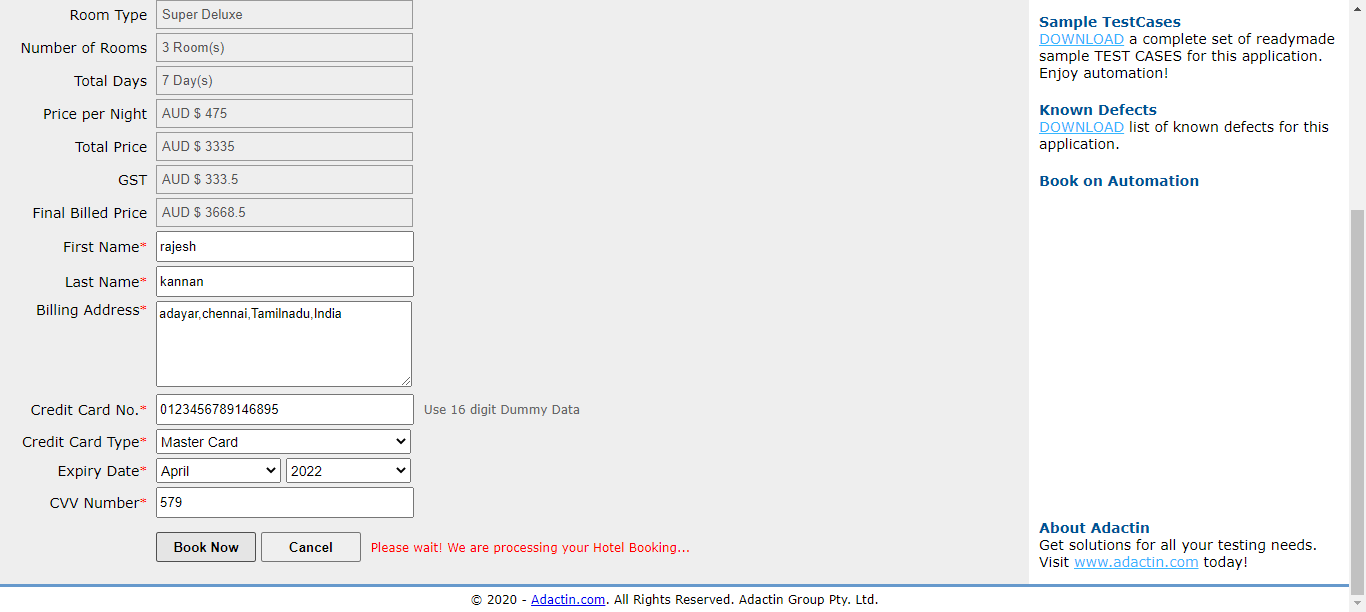 Room Type Super Deluxe
Number of Rooms 3 Room(s)
Total Days 7 Day(s)
Price per Night AUD $ 475
Total Price AUD $ 3335
GST AUD $ 333.5
Final Billed Price AUD $ 3668.5
First Name* rajesh
Last Name* kannan
Billing Address* adayar,chennai,Tamilnadu,India
Credit Card No.* 0123456789146895 Use 16 digit Dummy Data
Credit Card Type* Master Card
Expiry Date* April 2022
CVV Number* 579
Book Now Cancel Please wait! We are processing your Hotel Booking...
Sample TestCases
DOWNLOAD a complete set of readymade
sample TEST CASES for this application.
Enjoy automation!
Known Defects
DOWNLOAD list of known defects for this
application.
Book on Automation
About Adactin
Get solutions for all your testing needs.
Visit www.adactin.com today!
© 2020 - Adactin.com. All Rights Reserved. Adactin Group Pty. Ltd.